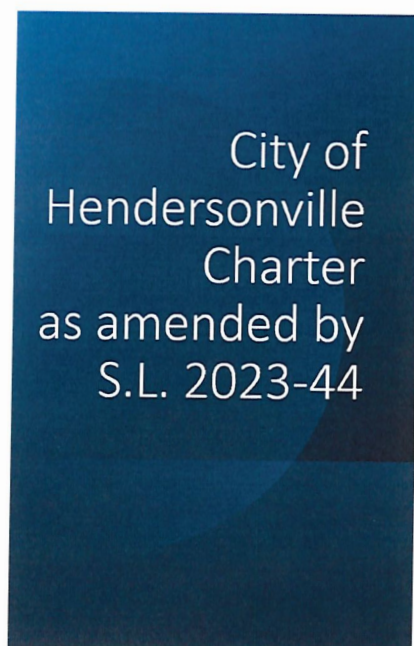 City of
Hendersonville
Charter
as amended by
S.L. 2023-44